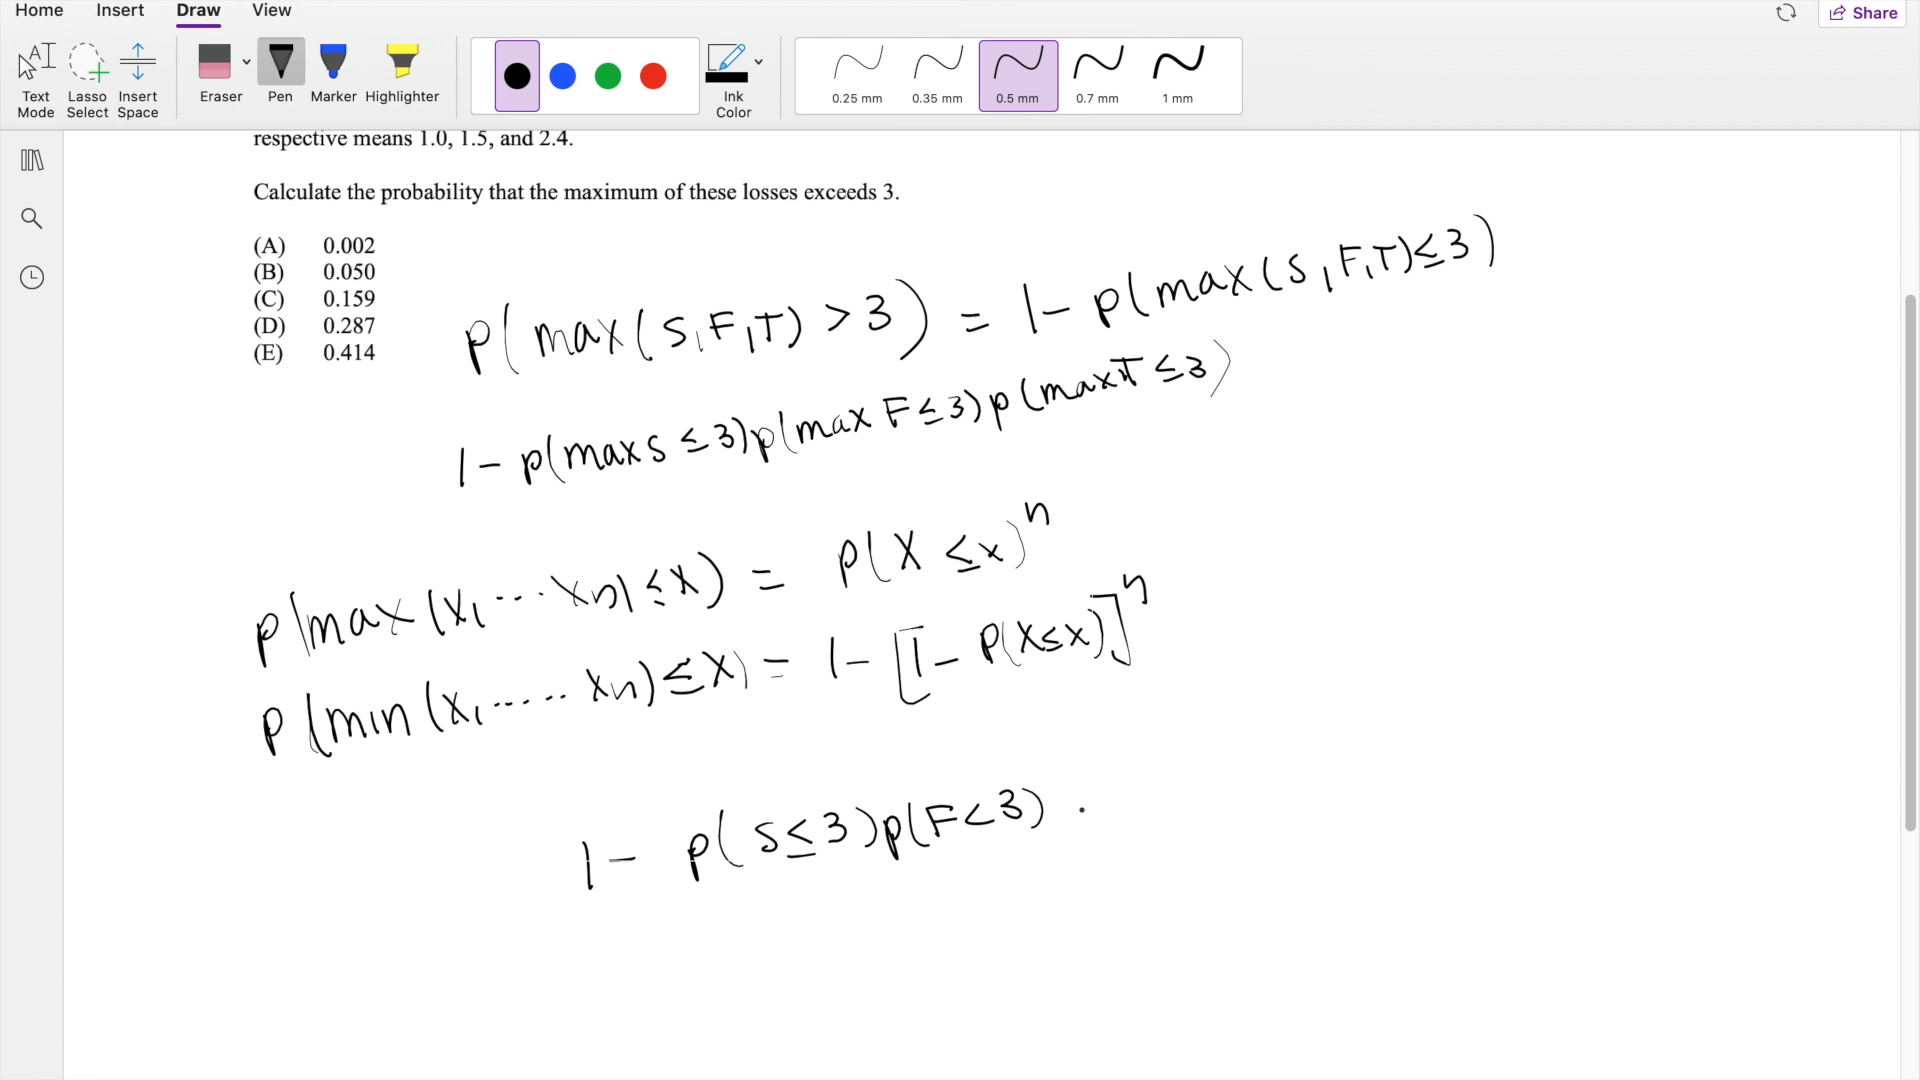 Home Insert Draw View Share
Text Mode Lasso Select Insert Space Eraser Pen Marker Highlighter Ink Color 0.25 mm 0.35 mm 0.5 mm 0.7 mm 1 mm
respective means 1.0, 1.5, and 2.4.
Calculate the probability that the maximum of these losses exceeds 3.
(A) 0.002
(B) 0.050
(C) 0.159
(D) 0.287
(E) 0.414
p(max(S,F,T) > 3) = 1 - p(max(S,F,T) ≤ 3)
1 - p(max S ≤ 3)p(max F ≤ 3)p(max T ≤ 3)
p(max(X₁ ... Xn) ≤ X) = p(X ≤ x)ⁿ
p(min(X₁ ..... Xn) ≤ X) = 1 - [1 - p(X ≤ x)]ⁿ
1 - p(S ≤ 3)p(F < 3) .